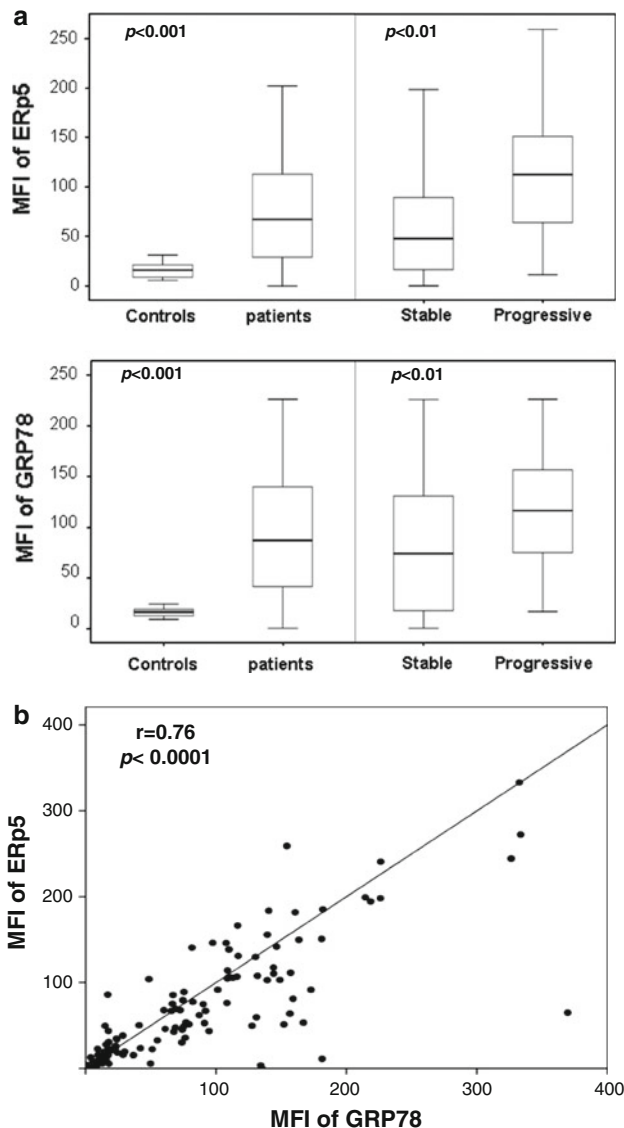 a
p<0.001
p<0.01
MFI of ERp5
250
200
150
100
50
0
Controls
patients
Stable
Progressive
p<0.001
p<0.01
MFI of GRP78
250
200
150
100
50
0
Controls
patients
Stable
Progressive
b
r=0.76
p< 0.0001
MFI of ERp5
400
300
200
100
100
200
300
400
MFI of GRP78